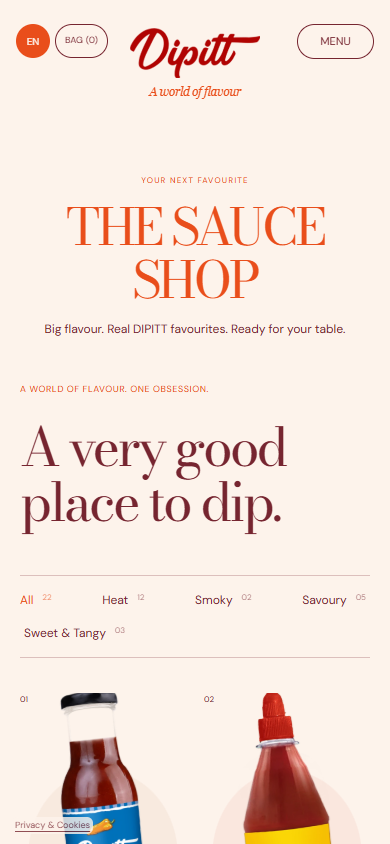 EN
BAG (0)
Dipitt
MENU
A world of flavour
YOUR NEXT FAVOURITE
THE SAUCE
SHOP
Big flavour. Real DIPITT favourites. Ready for your table.
A WORLD OF FLAVOUR. ONE OBSESSION.
A very good
place to dip.
All 22 Heat 12 Smoky 02 Savoury 05
Sweet & Tangy 03
01 02
Privacy & Cookies